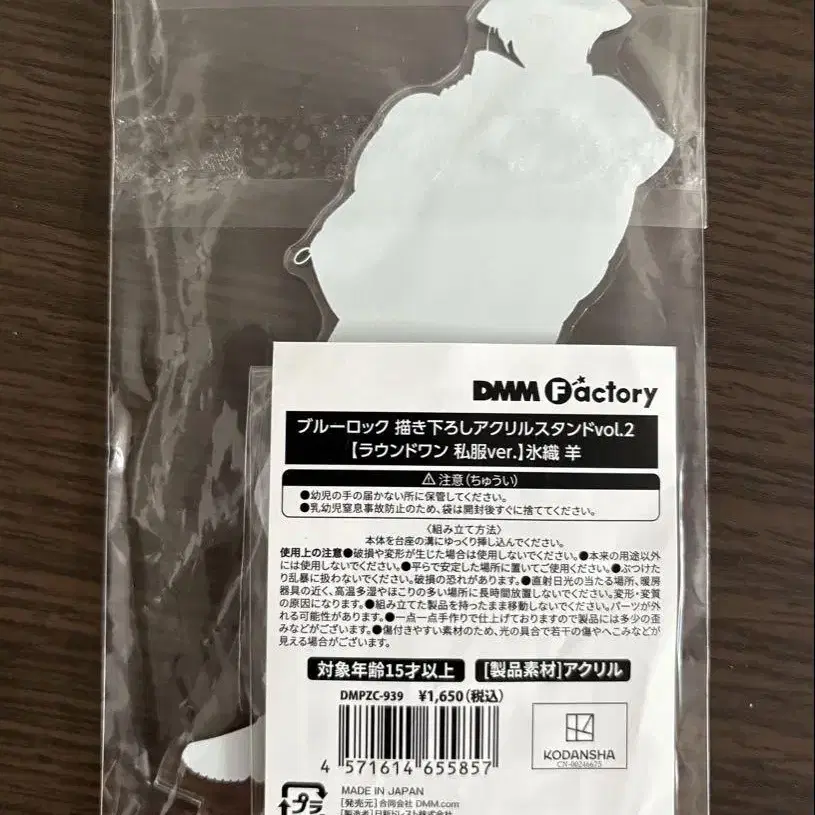 DMM Factory
ブルーロック 描き下ろしアクリルスタンドvol.2
【ラウンドワン 私服ver.】氷織 羊
⚠注意(ちゅうい)
●幼児の手の届かない所に保管してください。
●乳幼児窒息事故防止のため、袋は開封後すぐに捨ててください。
〈組み立て方法〉
本体を台座の溝にゆっくり挿し込んでください。
使用上の注意●破損や変形が生じた場合は使用しないでください。●本来の用途以外
には使用しないでください。●平らで安定した場所に置いてご使用ください。●ぶつけた
り乱暴に扱わないでください。破損の恐れがあります。●直射日光の当たる場所、暖房
器具の近く、高温多湿やほこりの多い場所に長時間放置しないでください。変形・変質
の原因になります。●組み立てた製品を持ったまま移動しないでください。パーツが外
れる可能性があります。●一点一点手作りで仕上げておりますので製品には多少の歪
みなどがございます。●傷付きやすい素材のため、光の具合で若干の傷やへこみなどが
見える場合がございます。
対象年齢15才以上 [製品素材]アクリル
DMPZC-939 ¥1,650(税込)
KODANSHA
CN-00246675
4 571614 655857
プラ
MADE IN JAPAN
[発売元] 合同会社 DMM.com